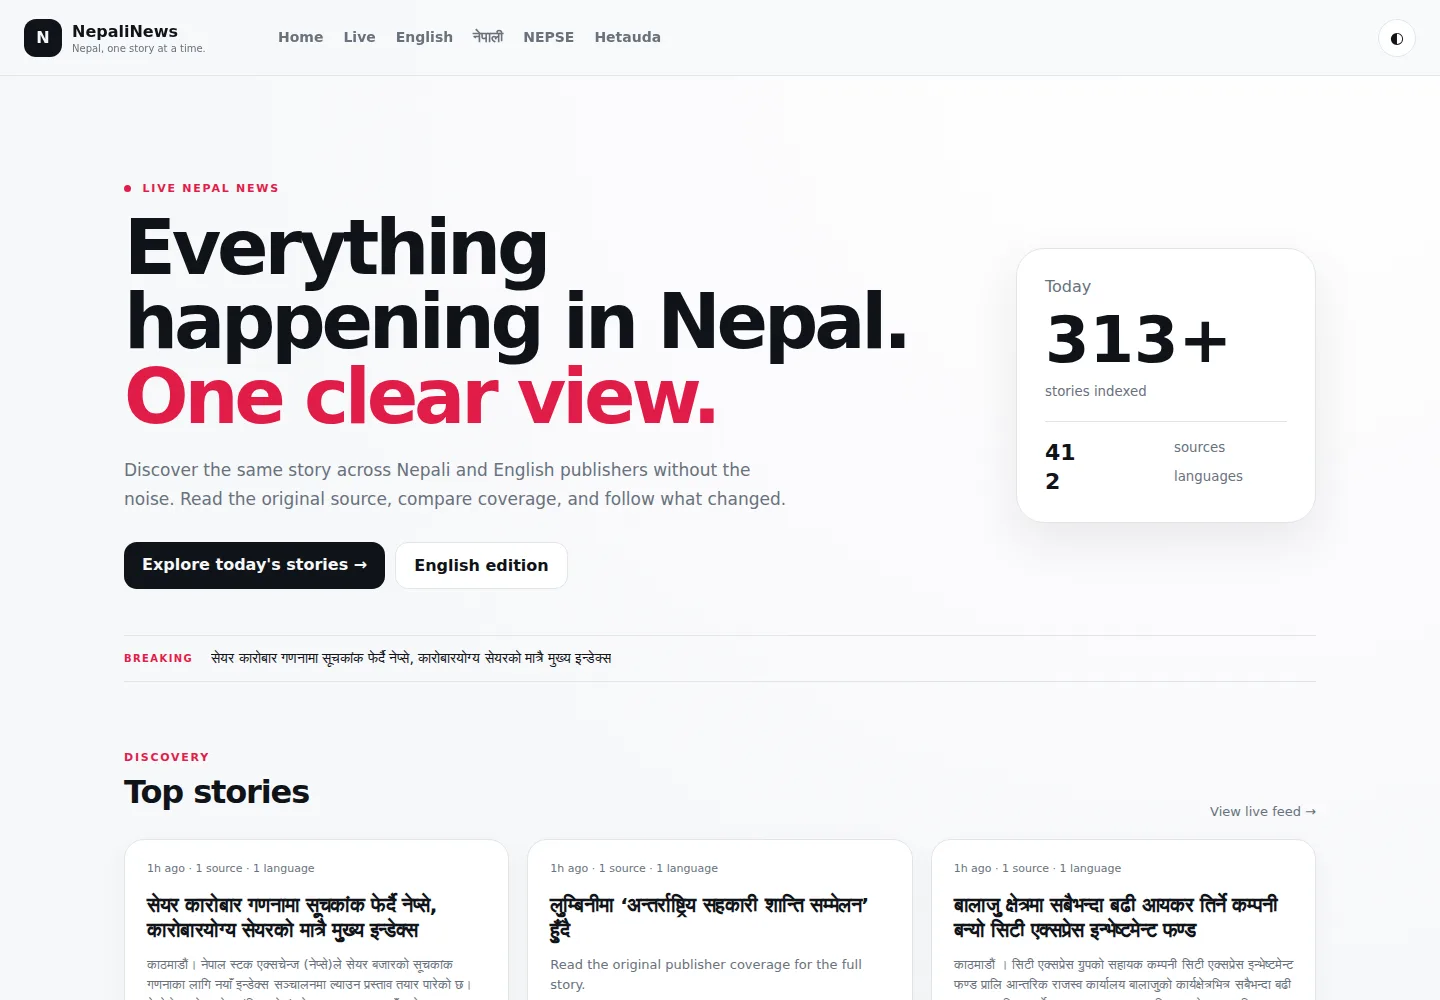 N
NepaliNews
Nepal, one story at a time.
Home Live English नेपाली NEPSE Hetauda
LIVE NEPAL NEWS
Everything
happening in Nepal.
One clear view.
Discover the same story across Nepali and English publishers without the
noise. Read the original source, compare coverage, and follow what changed.
Explore today's stories →
English edition
Today
313+
stories indexed
41 sources
2 languages
BREAKING सेयर कारोबार गणनामा सूचकांक फेर्दै नेप्से, कारोबारयोग्य सेयरको मात्रै मुख्य इन्डेक्स
DISCOVERY
Top stories
View live feed →
1h ago · 1 source · 1 language
सेयर कारोबार गणनामा सूचकांक फेर्दै नेप्से,
कारोबारयोग्य सेयरको मात्रै मुख्य इन्डेक्स
काठमाडौं। नेपाल स्टक एक्सचेन्ज (नेप्से)ले सेयर बजारको सूचकांक
गणनाका लागि नयाँ इन्डेक्स सञ्चालनमा ल्याउन प्रस्ताव तयार पारेको छ।
1h ago · 1 source · 1 language
लुम्बिनीमा ‘अन्तर्राष्ट्रिय सहकारी शान्ति सम्मेलन’
हुँदै
Read the original publisher coverage for the full
story.
1h ago · 1 source · 1 language
बालाजु क्षेत्रमा सबैभन्दा बढी आयकर तिर्ने कम्पनी
बन्यो सिटी एक्सप्रेस इन्भेष्टमेन्ट फण्ड
काठमाडौं । सिटी एक्सप्रेस ग्रुपको सहायक कम्पनी सिटी एक्सप्रेस इन्भेष्टमेन्ट
फण्ड प्रालि आन्तरिक राजस्व कार्यालय बालाजुको कार्यक्षेत्रभित्र सबैभन्दा बढी